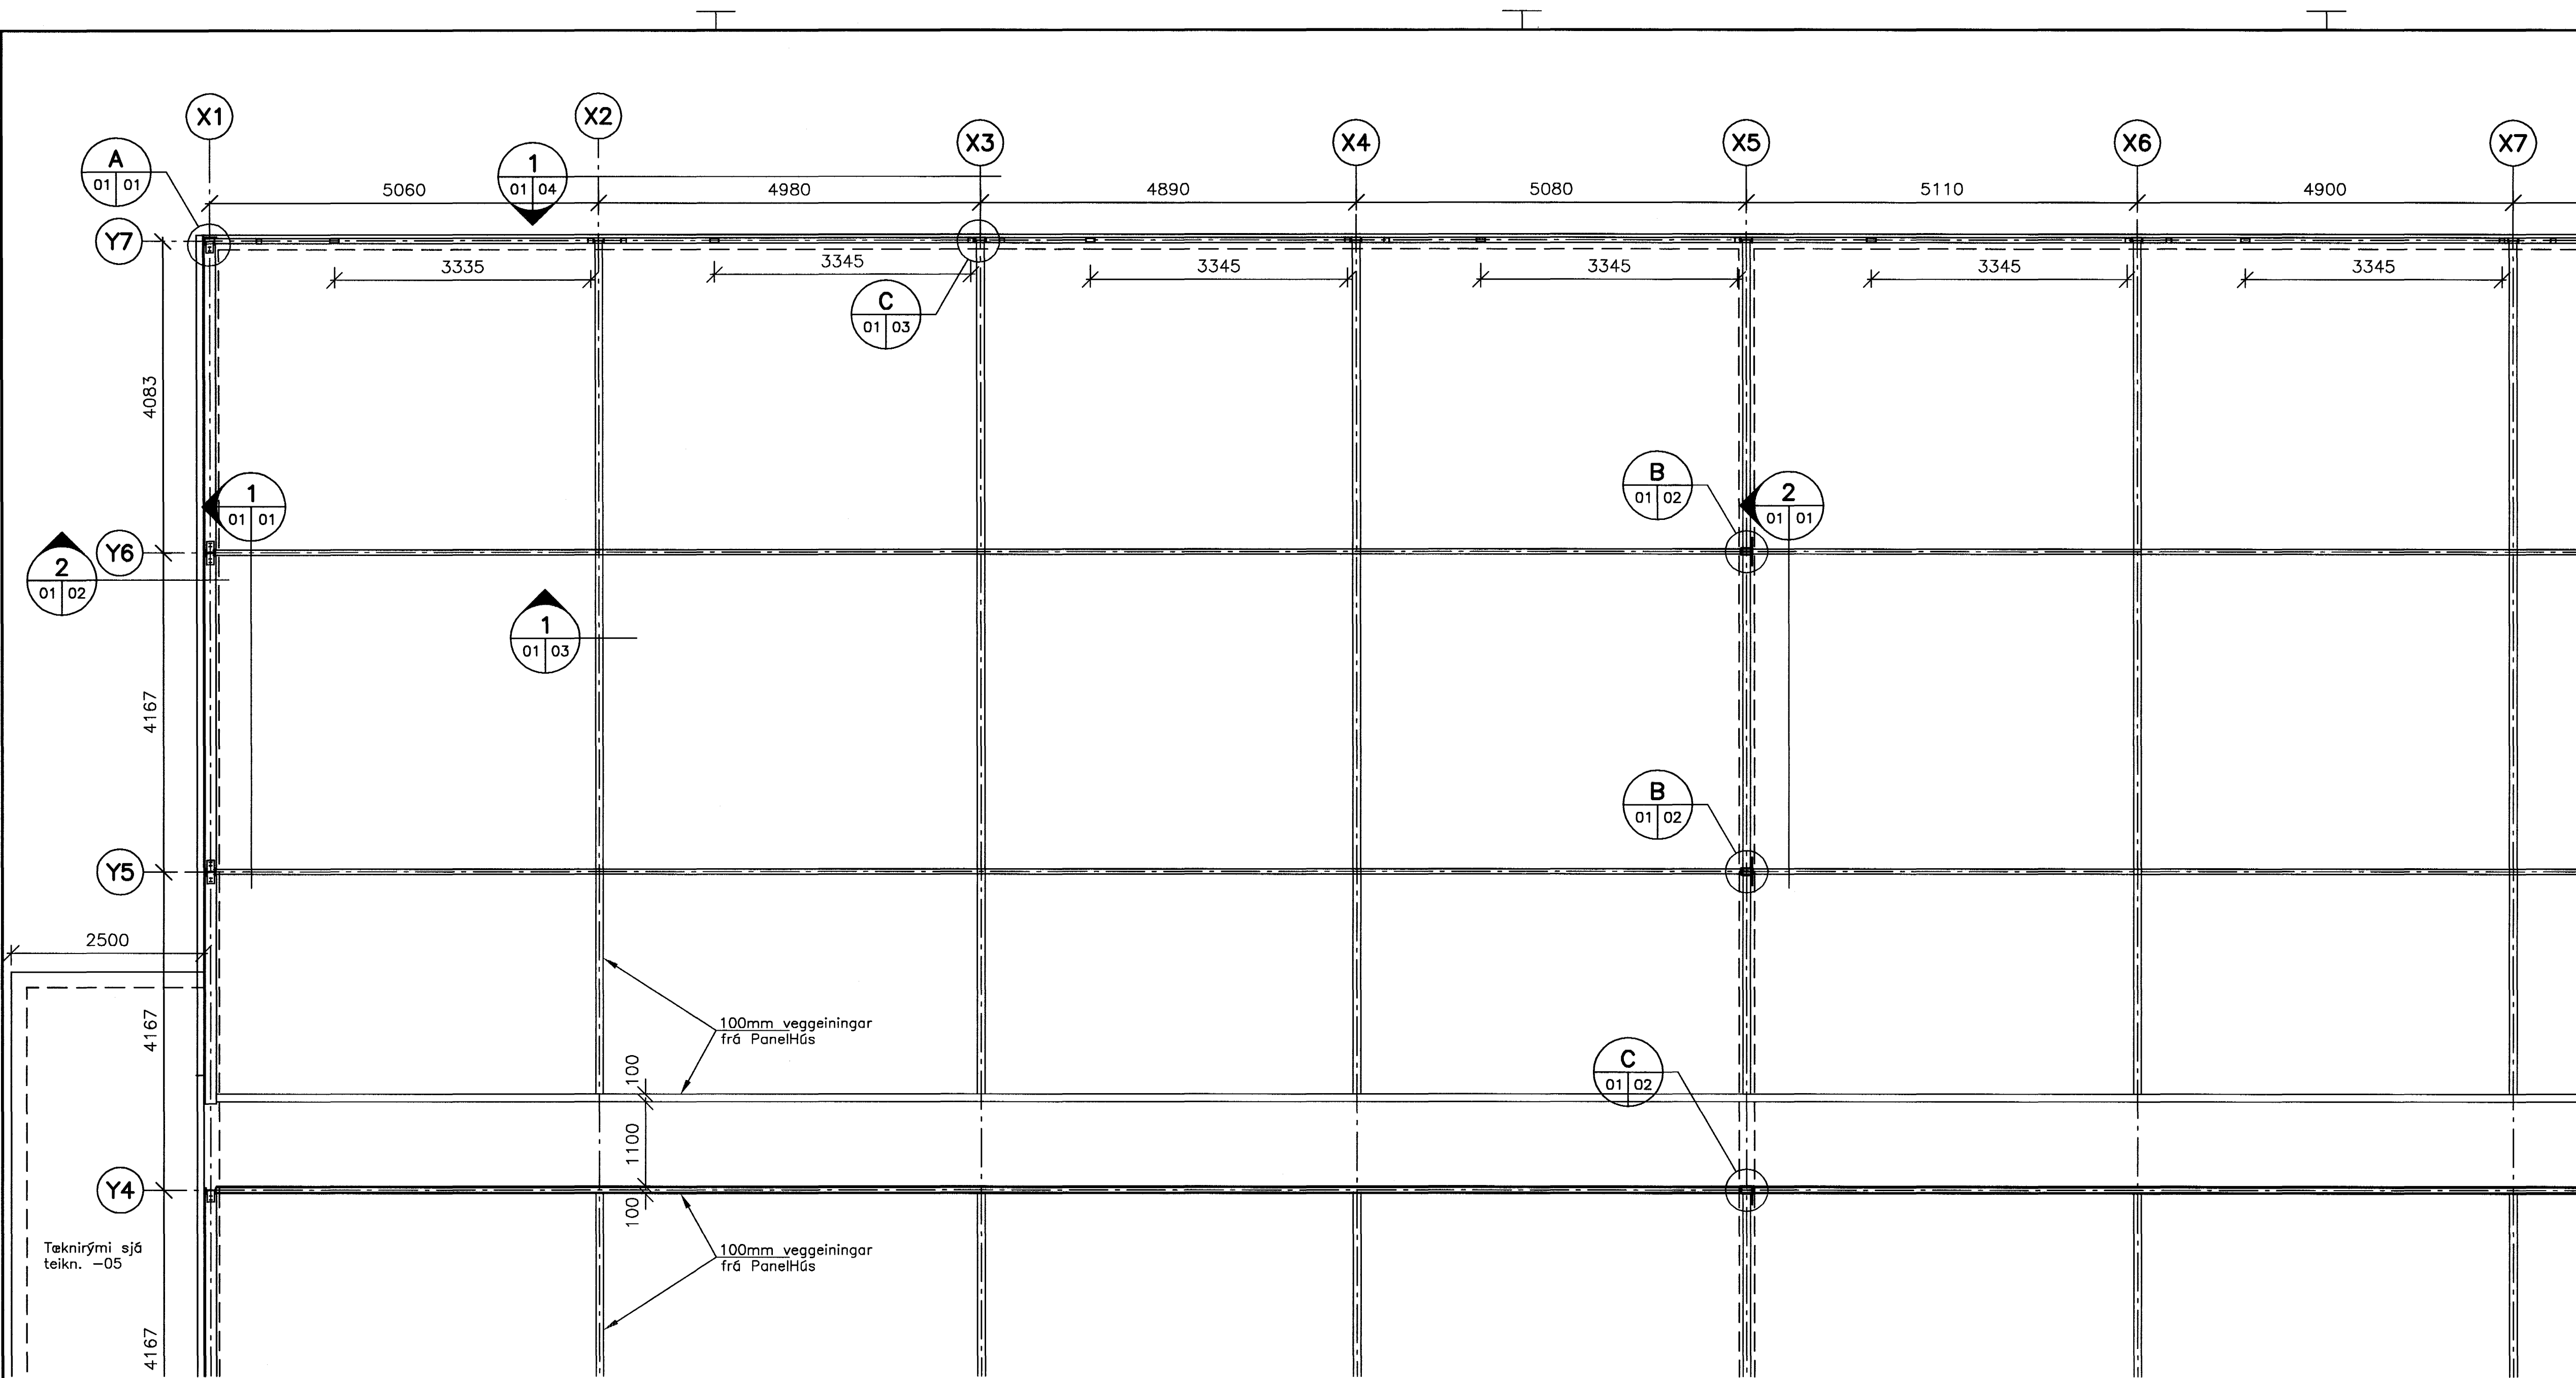 X1
X2
X3
X4
X5
X6
X7
A
01 01
1
01 04
5060
4980
4890
5080
5110
4900
Y7
3335
3345
3345
3345
3345
3345
C
01 03
4083
1
01 01
B
01 02
2
01 01
Y6
2
01 02
1
01 03
4167
B
01 02
Y5
2500
4167
100mm veggeiningar
frá PanelHús
100
C
01 02
1100
Y4
100
Tæknirými sjá
teikn. -05
100mm veggeiningar
frá PanelHús
4167